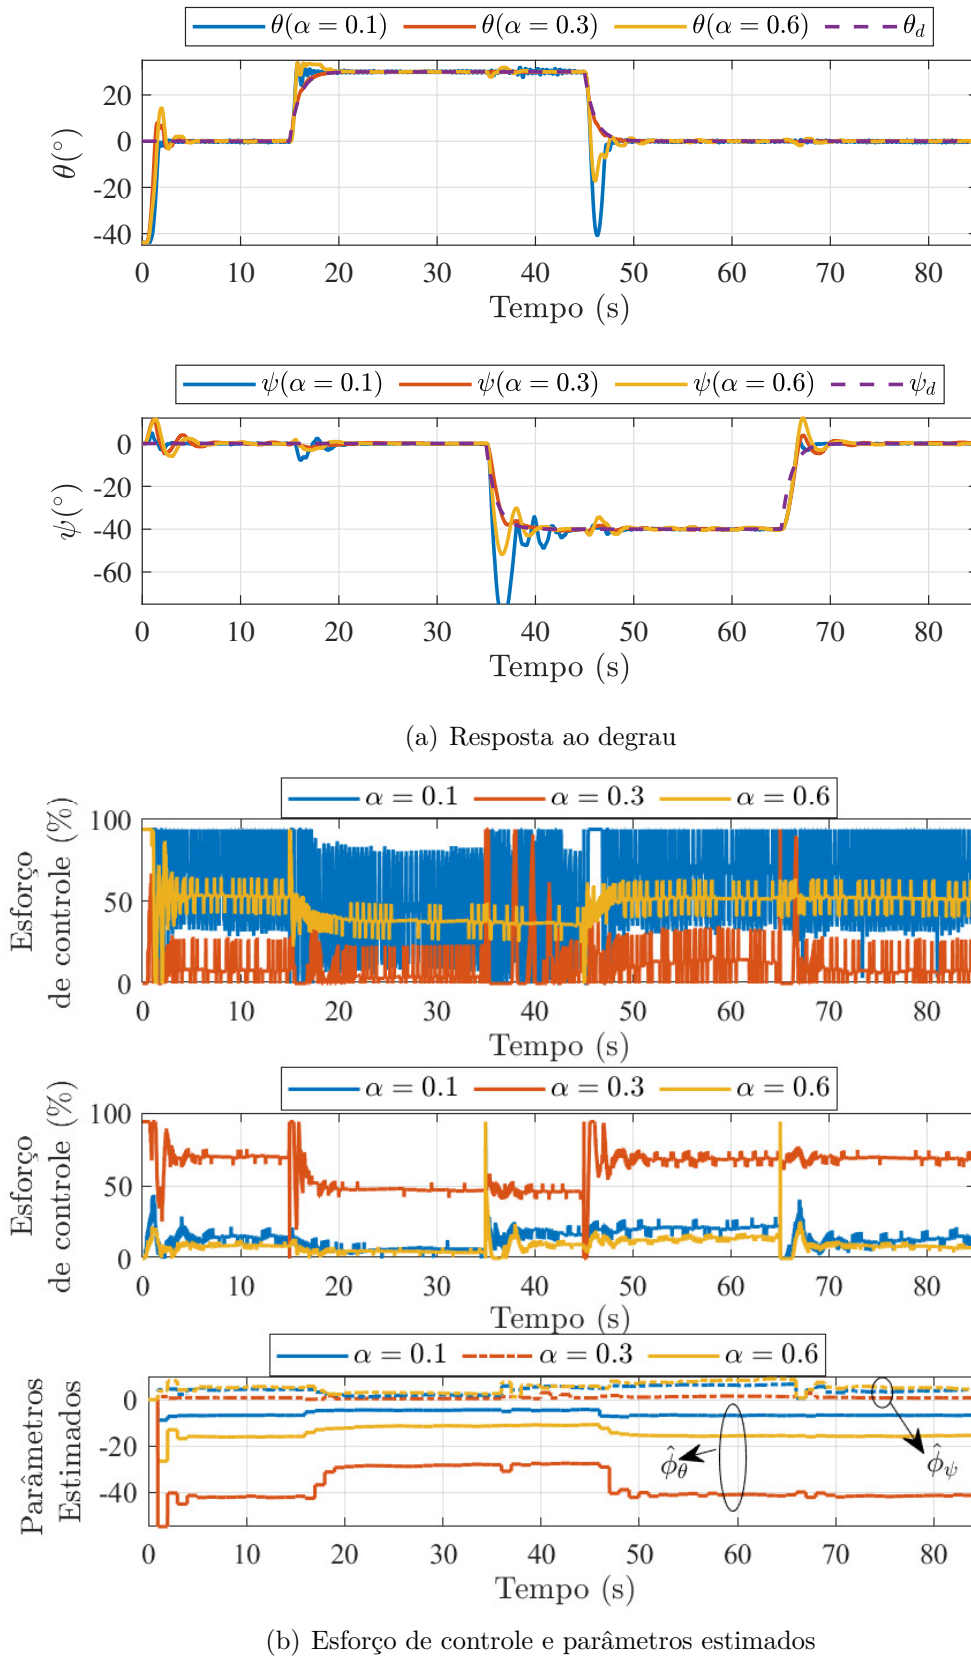 θ(α = 0.1) θ(α = 0.3) θ(α = 0.6) θ_d
20
0
-20
-40
θ(°)
0 10 20 30 40 50 60 70 80
Tempo (s)
ψ(α = 0.1) ψ(α = 0.3) ψ(α = 0.6) ψ_d
0
-20
-40
-60
ψ(°)
0 10 20 30 40 50 60 70 80
Tempo (s)
(a) Resposta ao degrau
α = 0.1 α = 0.3 α = 0.6
100
50
0
Esforço
de controle (%)
0 10 20 30 40 50 60 70 80
Tempo (s)
α = 0.1 α = 0.3 α = 0.6
100
50
0
Esforço
de controle (%)
0 10 20 30 40 50 60 70 80
Tempo (s)
α = 0.1 α = 0.3 α = 0.6
0
-20
-40
Parâmetros
Estimados
ϕ̂_θ
ϕ̂_ψ
0 10 20 30 40 50 60 70 80
Tempo (s)
(b) Esforço de controle e parâmetros estimados